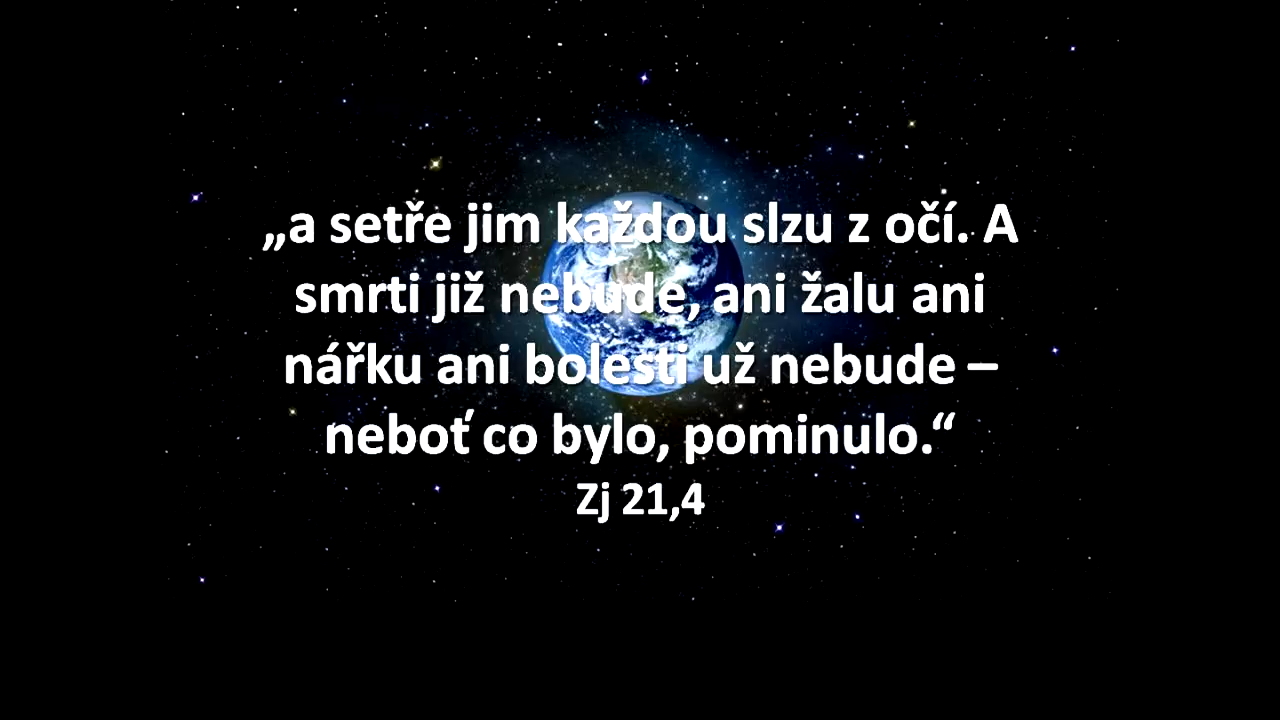 „a setře jim každou slzu z očí. A
smrti již nebude, ani žalu ani
nářku ani bolesti už nebude –
neboť co bylo, pominulo.“
Zj 21,4